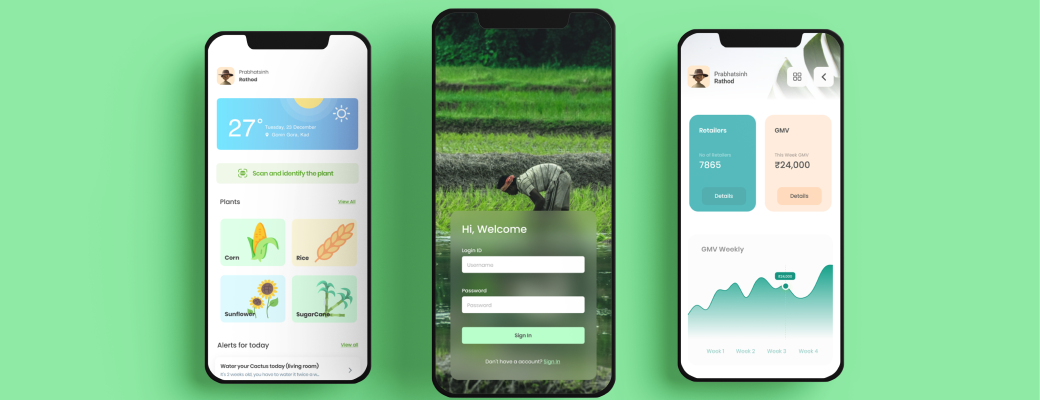 Prabhatsinh
Rathod
27°
Tuesday, 20 December
Scan and identify the plant
Plants
View All
Corn
Rice
Sunflower
SugarCane
Alerts for today
View all
Water your Cactus today (living room)
It's 2 weeks old, you have to water it twice a w...
Hi, Welcome
Login ID
Username
Password
Password
Sign In
Don't have a account? Sign in
Prabhatsinh
Rathod
Retailers
No of Retailers
7865
Details
GMV
This Week GMV
₹24,000
Details
GMV Weekly
₹24,000
Week 1
Week 2
Week 3
Week 4